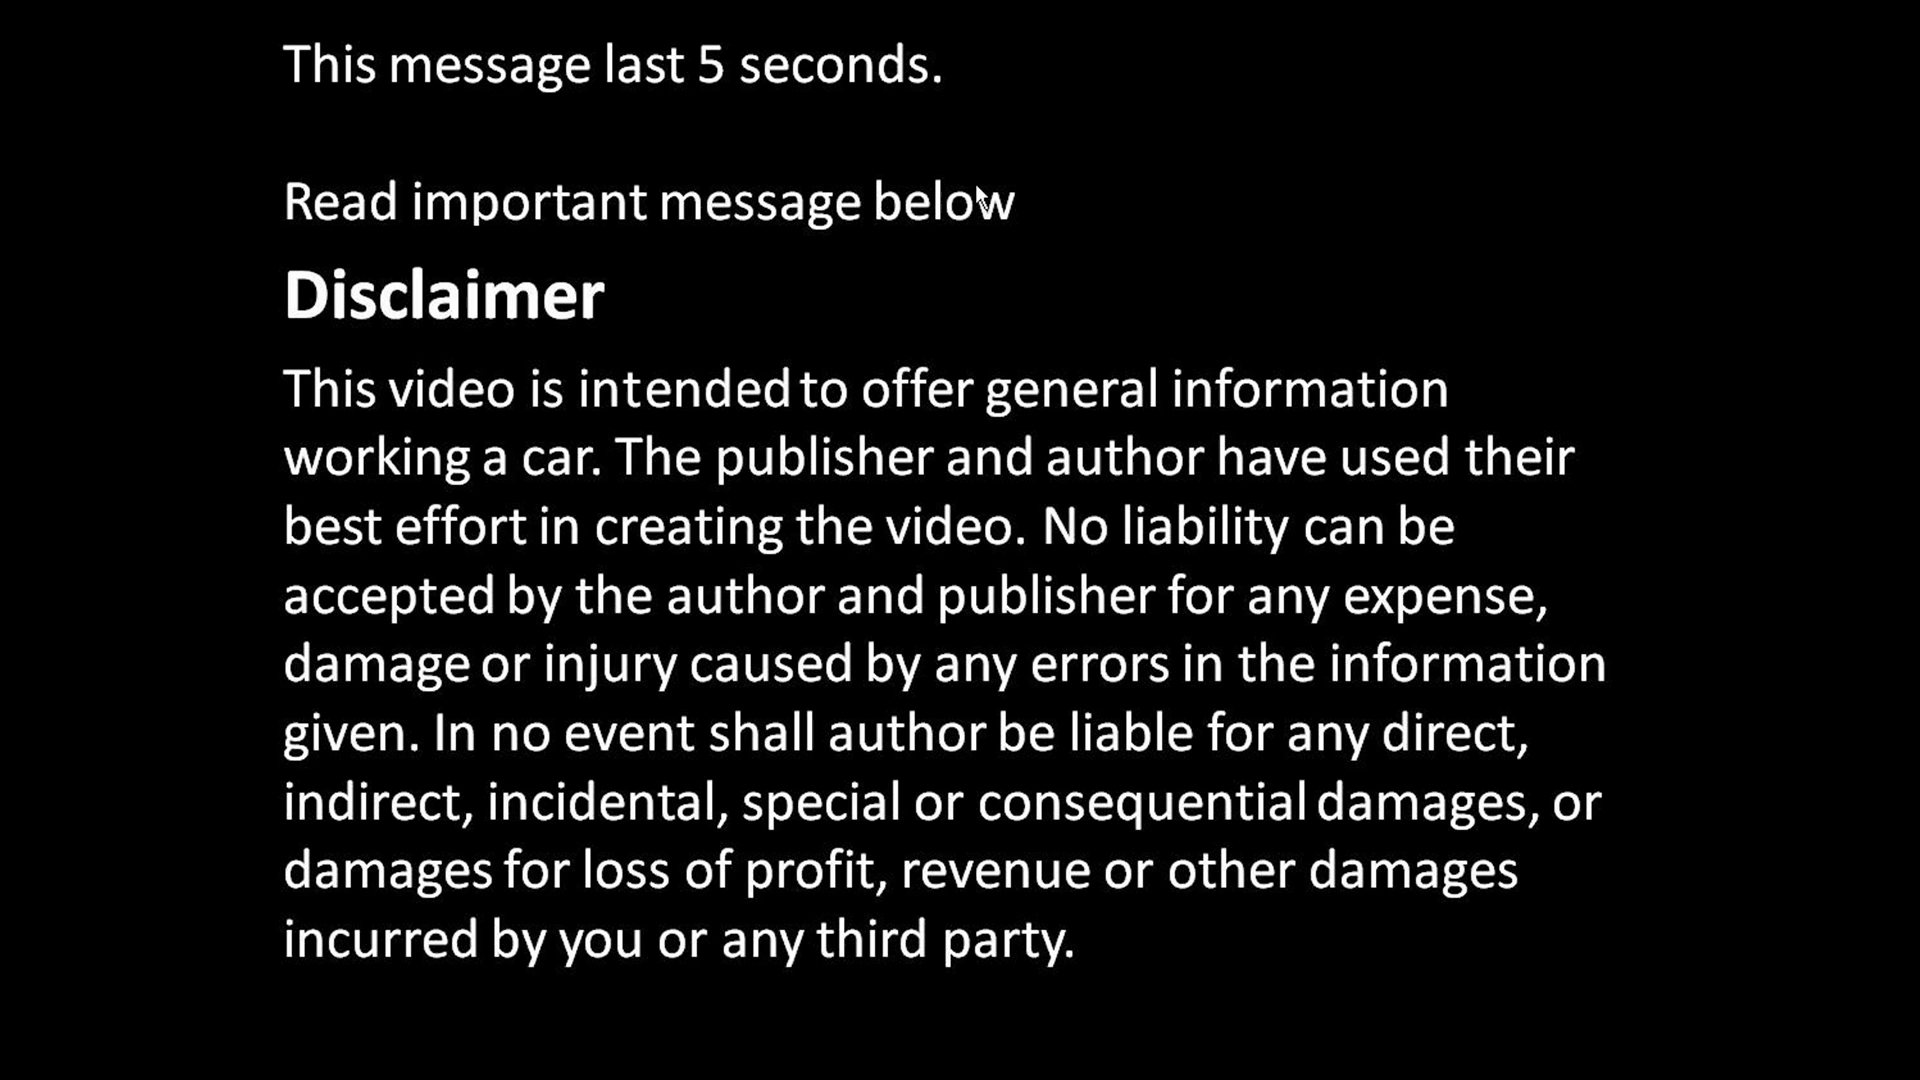 This message last 5 seconds.
Read important message below
Disclaimer
This video is intended to offer general information
working a car. The publisher and author have used their
best effort in creating the video. No liability can be
accepted by the author and publisher for any expense,
damage or injury caused by any errors in the information
given. In no event shall author be liable for any direct,
indirect, incidental, special or consequential damages, or
damages for loss of profit, revenue or other damages
incurred by you or any third party.